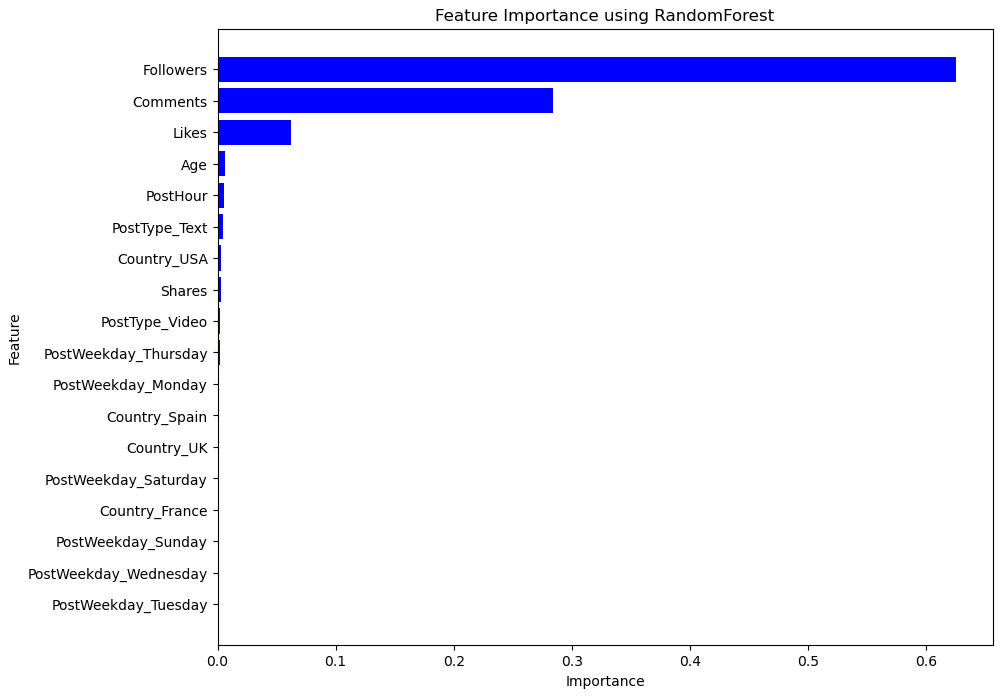 Feature Importance using RandomForest
Feature
Followers
Comments
Likes
Age
PostHour
PostType_Text
Country_USA
Shares
PostType_Video
PostWeekday_Thursday
PostWeekday_Monday
Country_Spain
Country_UK
PostWeekday_Saturday
Country_France
PostWeekday_Sunday
PostWeekday_Wednesday
PostWeekday_Tuesday
0.0 0.1 0.2 0.3 0.4 0.5 0.6
Importance